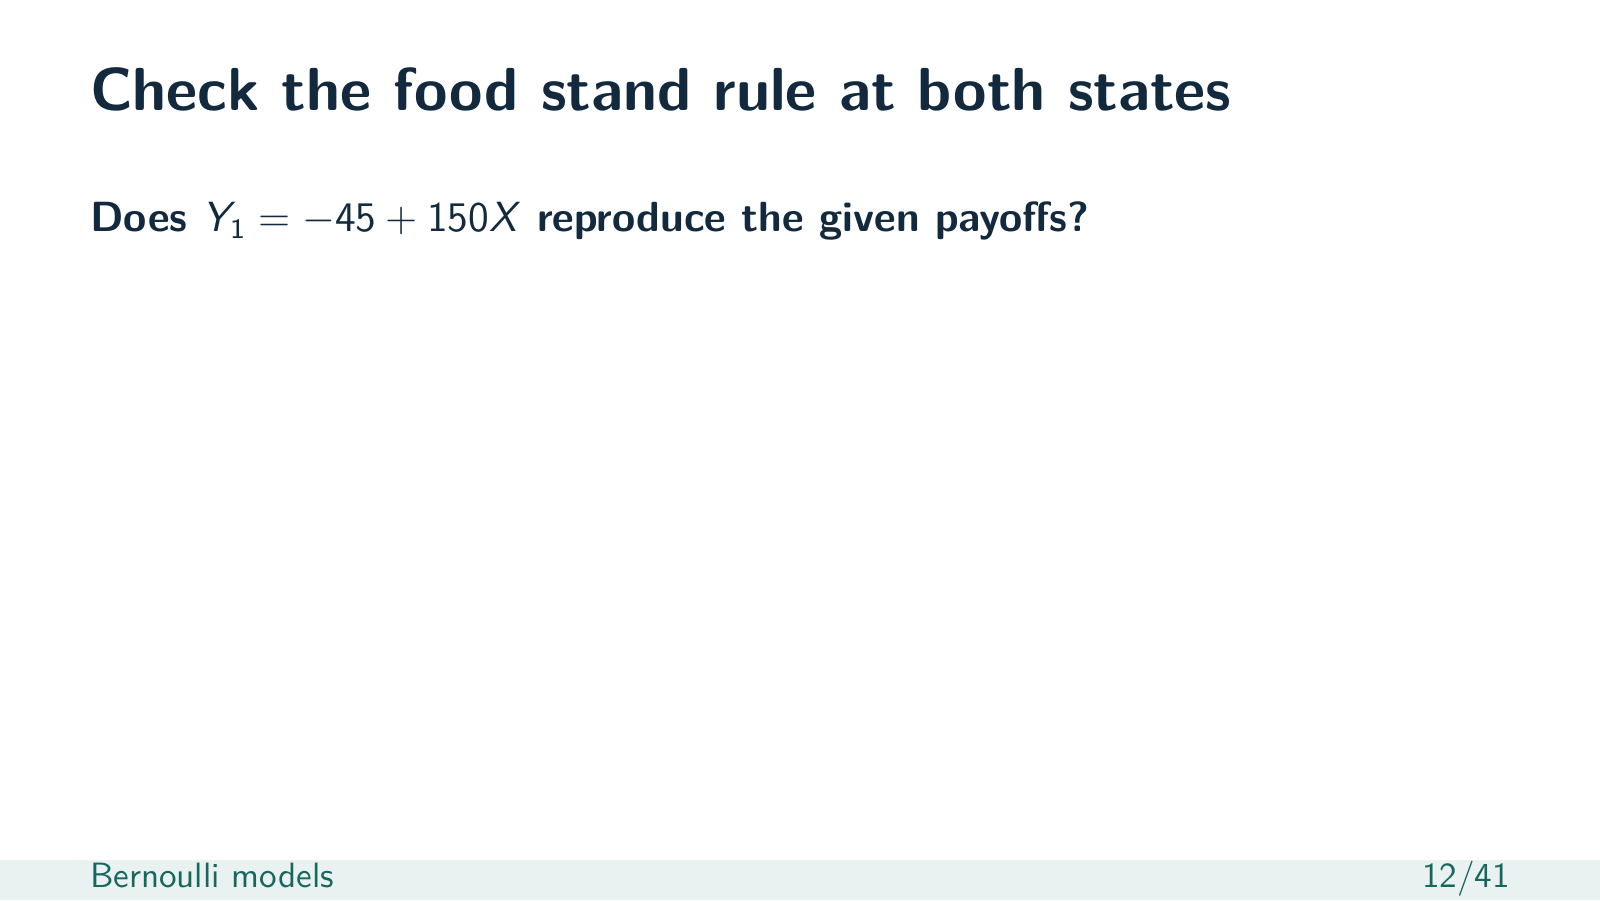 Check the food stand rule at both states
Does Y₁ = −45 + 150X reproduce the given payoffs?
Bernoulli models
12/41